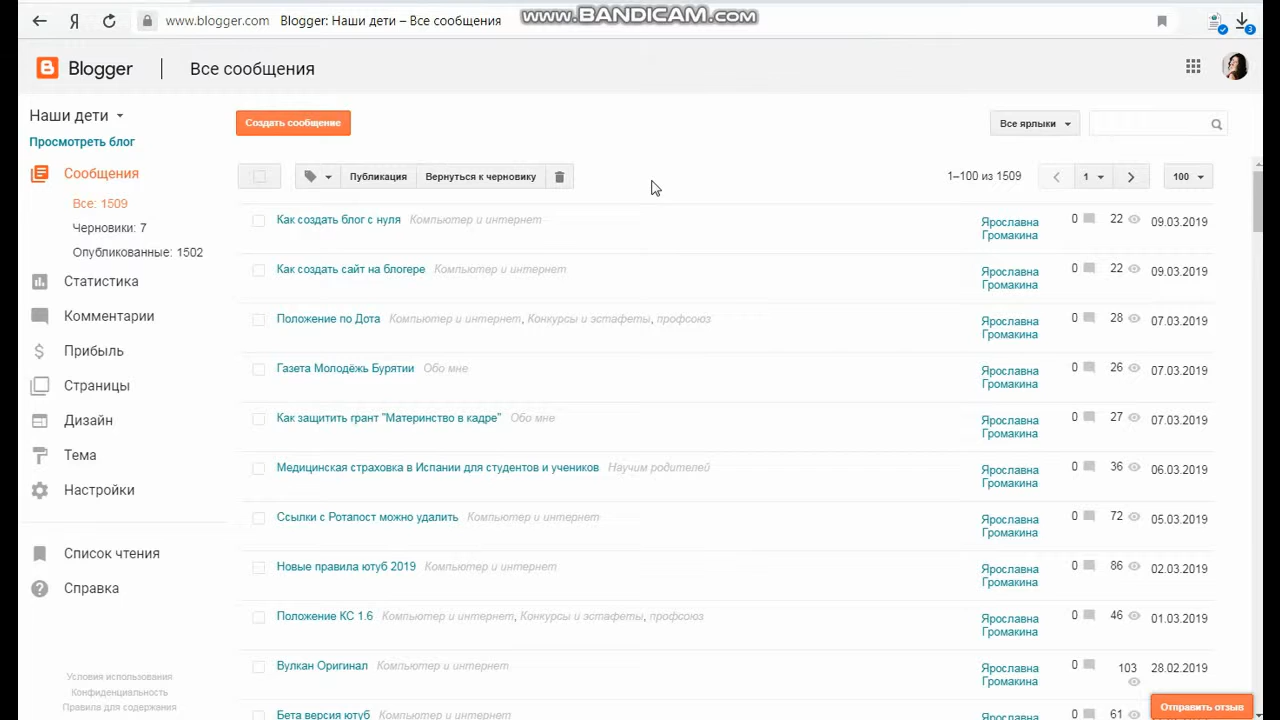 www.blogger.com Blogger: Наши дети – Все сообщения
www.BANDICAM.com
Blogger Все сообщения
Наши дети
Просмотреть блог
Создать сообщение
Все ярлыки
Сообщения
Все: 1509
Черновики: 7
Опубликованные: 1502
Статистика
Комментарии
Прибыль
Страницы
Дизайн
Тема
Настройки
Список чтения
Справка
Условия использования
Конфиденциальность
Правила для содержания
Публикация Вернуться к черновику 1–100 из 1509 1 100
Как создать блог с нуля Компьютер и интернет Ярославна Громакина 0 22 09.03.2019
Как создать сайт на блогере Компьютер и интернет Ярославна Громакина 0 22 09.03.2019
Положение по Дота Компьютер и интернет, Конкурсы и эстафеты, профсоюз Ярославна Громакина 0 28 07.03.2019
Газета Молодёжь Бурятии Обо мне Ярославна Громакина 0 26 07.03.2019
Как защитить грант "Материнство в кадре" Обо мне Ярославна Громакина 0 27 07.03.2019
Медицинская страховка в Испании для студентов и учеников Научим родителей Ярославна Громакина 0 36 06.03.2019
Ссылки с Ротапост можно удалить Компьютер и интернет Ярославна Громакина 0 72 05.03.2019
Новые правила ютуб 2019 Компьютер и интернет Ярославна Громакина 0 86 02.03.2019
Положение КС 1.6 Компьютер и интернет, Конкурсы и эстафеты, профсоюз Ярославна Громакина 0 46 01.03.2019
Вулкан Оригинал Компьютер и интернет Ярославна Громакина 0 103 28.02.2019
Бета версия ютуб Компьютер и интернет Ярославна 0 61
Отправить отзыв